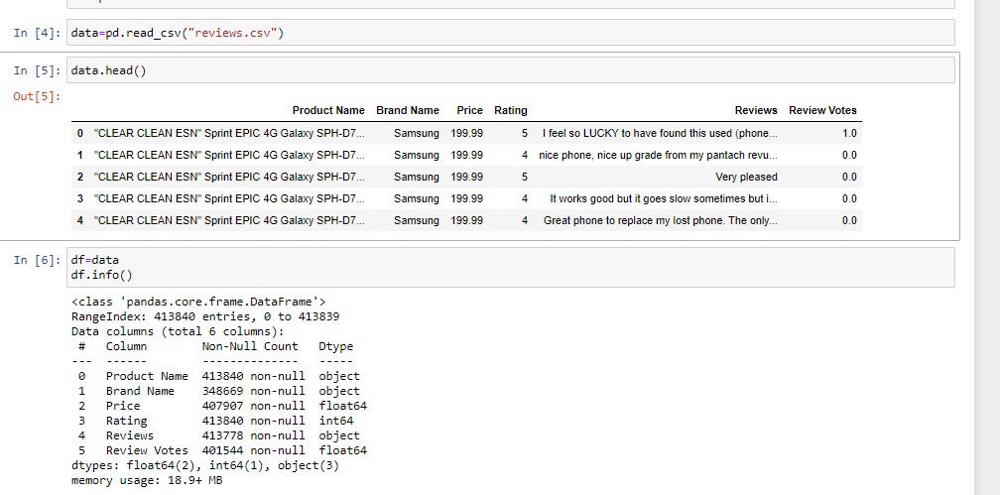 In [4]: data=pd.read_csv("reviews.csv")
In [5]: data.head()
Out[5]:
Product Name Brand Name Price Rating Reviews Review Votes
0 "CLEAR CLEAN ESN" Sprint EPIC 4G Galaxy SPH-D7... Samsung 199.99 5 I feel so LUCKY to have found this used (phone... 1.0
1 "CLEAR CLEAN ESN" Sprint EPIC 4G Galaxy SPH-D7... Samsung 199.99 4 nice phone, nice up grade from my pantach revu... 0.0
2 "CLEAR CLEAN ESN" Sprint EPIC 4G Galaxy SPH-D7... Samsung 199.99 5 Very pleased 0.0
3 "CLEAR CLEAN ESN" Sprint EPIC 4G Galaxy SPH-D7... Samsung 199.99 4 It works good but it goes slow sometimes but i... 0.0
4 "CLEAR CLEAN ESN" Sprint EPIC 4G Galaxy SPH-D7... Samsung 199.99 4 Great phone to replace my lost phone. The only... 0.0
In [6]: df=data
df.info()
<class 'pandas.core.frame.DataFrame'>
RangeIndex: 413840 entries, 0 to 413839
Data columns (total 6 columns):
# Column Non-Null Count Dtype
--- ------ -------------- -----
0 Product Name 413840 non-null object
1 Brand Name 348669 non-null object
2 Price 407907 non-null float64
3 Rating 413840 non-null int64
4 Reviews 413778 non-null object
5 Review Votes 401544 non-null float64
dtypes: float64(2), int64(1), object(3)
memory usage: 18.9+ MB